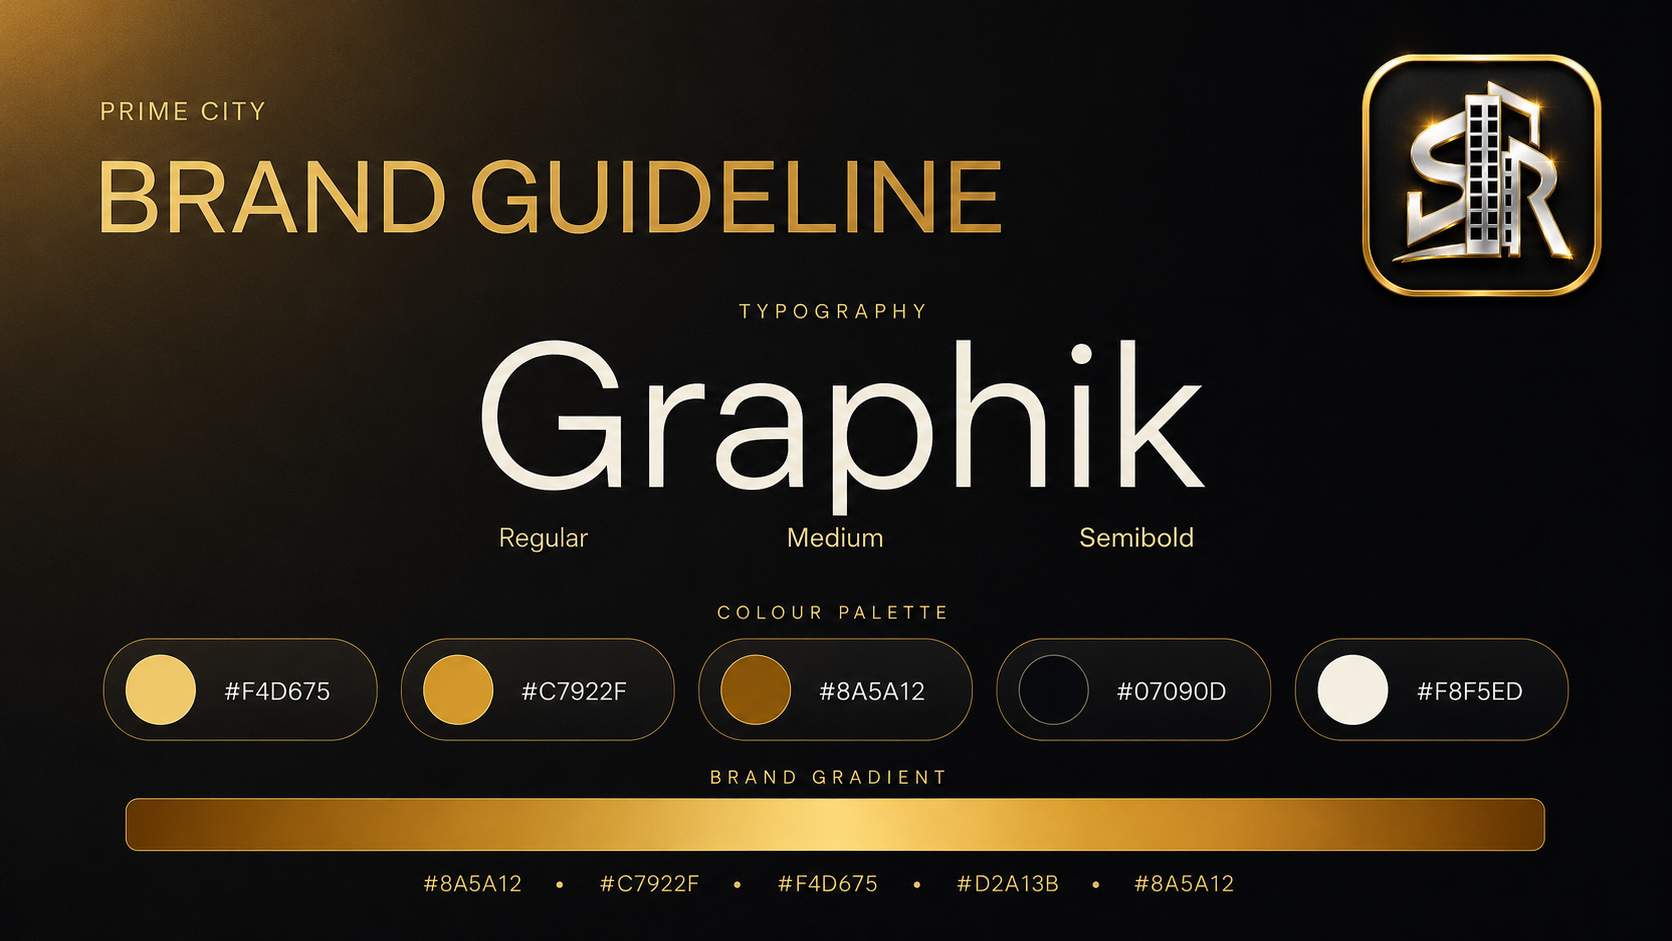 PRIME CITY
BRAND GUIDELINE
SR
TYPOGRAPHY
Graphik
Regular Medium Semibold
COLOUR PALETTE
#F4D675 #C7922F #8A5A12 #07090D #F8F5ED
BRAND GRADIENT
#8A5A12 • #C7922F • #F4D675 • #D2A13B • #8A5A12